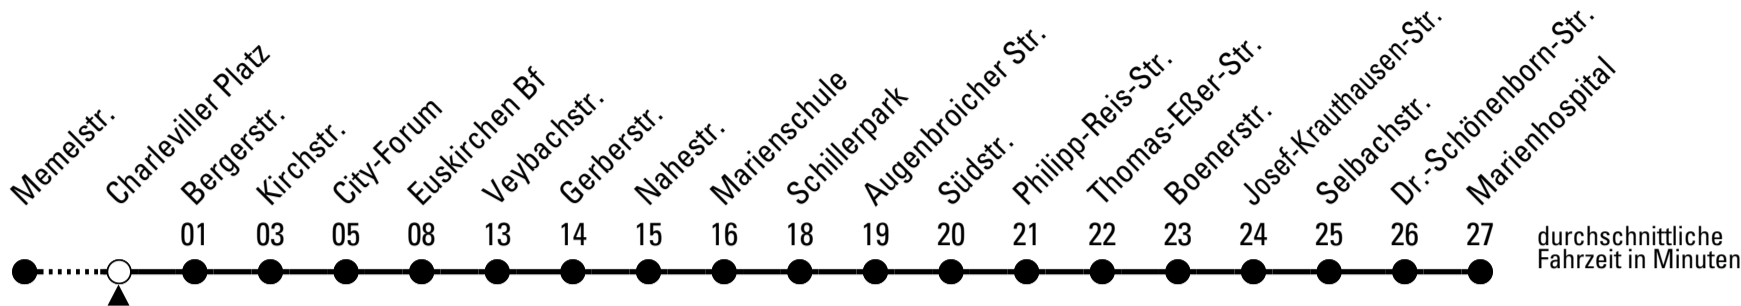 Memelstr.
Charleviller Platz
Bergerstr.
Kirchstr.
City-Forum
Euskirchen Bf
Veybachstr.
Gerberstr.
Nahestr.
Marienschule
Schillerpark
Augenbroicher Str.
Südstr.
Philipp-Reis-Str.
Thomas-Eßer-Str.
Boenerstr.
Josef-Krauthausen-Str.
Selbachstr.
Dr.-Schönenborn-Str.
Marienhospital
01 03 05 08 13 14 15 16 18 19 20 21 22 23 24 25 26 27
durchschnittliche
Fahrzeit in Minuten